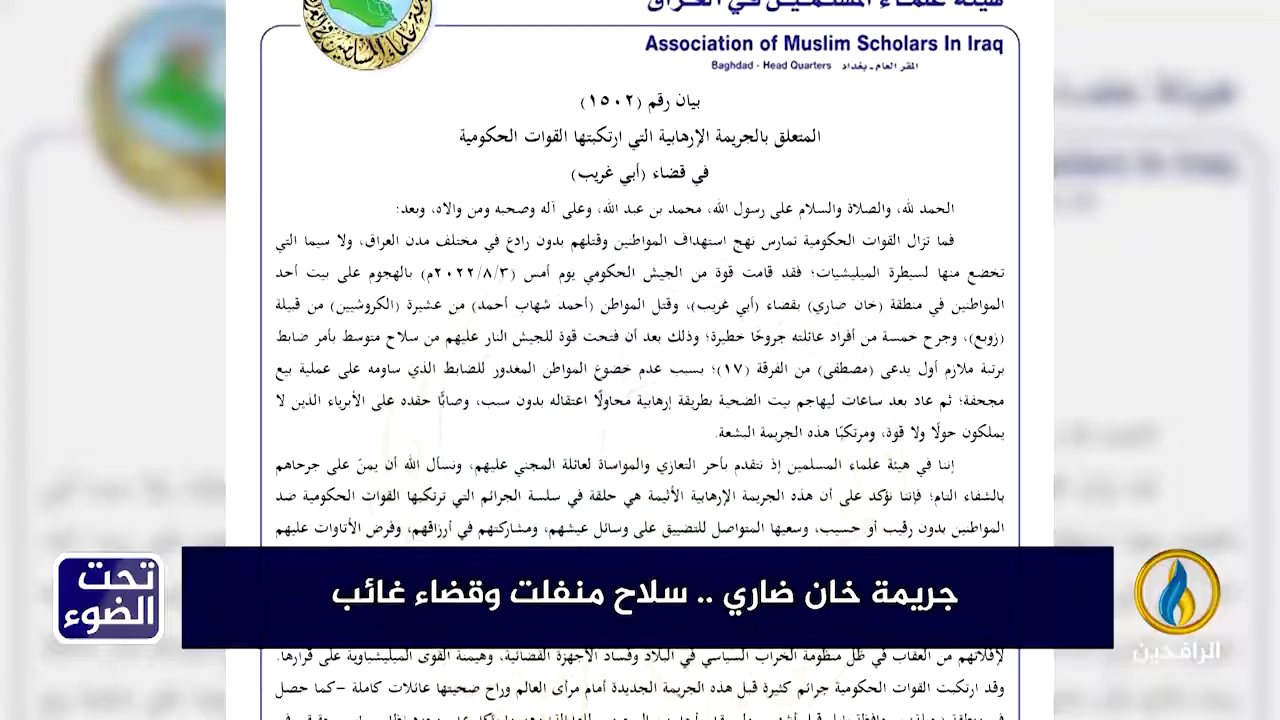 هيئة علماء المسلمين في العراق
Association of Muslim Scholars In Iraq
Baghdad - Head Quarters المقر العام ـ بغداد
بيان رقم (١٥٠٢)
المتعلق بالجريمة الإرهابية التي ارتكبتها القوات الحكومية
في قضاء (أبي غريب)
الحمد لله، والصلاة والسلام على رسول الله، محمد بن عبد الله، وعلى آله وصحبه ومن والاه، وبعد:
فما تزال القوات الحكومية تمارس نهج استهداف المواطنين وقتلهم بدون رادع في مختلف مدن العراق، ولا سيما التي
تخضع منها لسيطرة الميليشيات؛ فقد قامت قوة من الجيش الحكومي يوم أمس (٢٠٢٢/٨/٣م) بالهجوم على بيت أحد
المواطنين في منطقة (خان ضاري) بقضاء (أبي غريب)، وقتل المواطن (أحمد شهاب أحمد) من عشيرة (الكروشيين) من قبيلة
(زوبع)، وجرح خمسة من أفراد عائلته جروحًا خطيرة؛ وذلك بعد أن فتحت قوة للجيش النار عليهم من سلاح متوسط بأمر ضابط
برتبة ملازم أول يدعى (مصطفى) من الفرقة (١٧)؛ بسبب عدم خضوع المواطن المغدور للضابط الذي ساومه على عملية بيع
مجحفة؛ ثم عاد بعد ساعات ليهاجم بيت الضحية بطريقة إرهابية محاولًا اعتقاله بدون سبب، وصابًّا حقده على الأبرياء الذين لا
يملكون حولًا ولا قوة، ومرتكبًا هذه الجريمة البشعة.
إننا في هيئة علماء المسلمين إذ نتقدم بأحر التعازي والمواساة لعائلة المجني عليهم، ونسأل الله أن يمنّ على جرحاهم
بالشفاء التام؛ فإننا نؤكد على أن هذه الجريمة الإرهابية الأثيمة هي حلقة في سلسة الجرائم التي ترتكبها القوات الحكومية ضد
المواطنين بدون رقيب أو حسيب، وسعيها المتواصل للتضييق على وسائل عيشهم، ومشاركتهم في أرزاقهم، وفرض الأتاوات عليهم
جريمة خان ضاري .. سلاح منفلت وقضاء غائب
تحت
الضوء
الرافدين
لإفلاتهم من العقاب في ظل منظومة الخراب السياسي في البلاد وفساد الأجهزة القضائية، وهيمنة القوى الميليشياوية على قرارها.
وقد ارتكبت القوات الحكومية جرائم كثيرة قبل هذه الجريمة الجديدة أمام مرأى العالم وراح ضحيتها عائلات كاملة –كما حصل